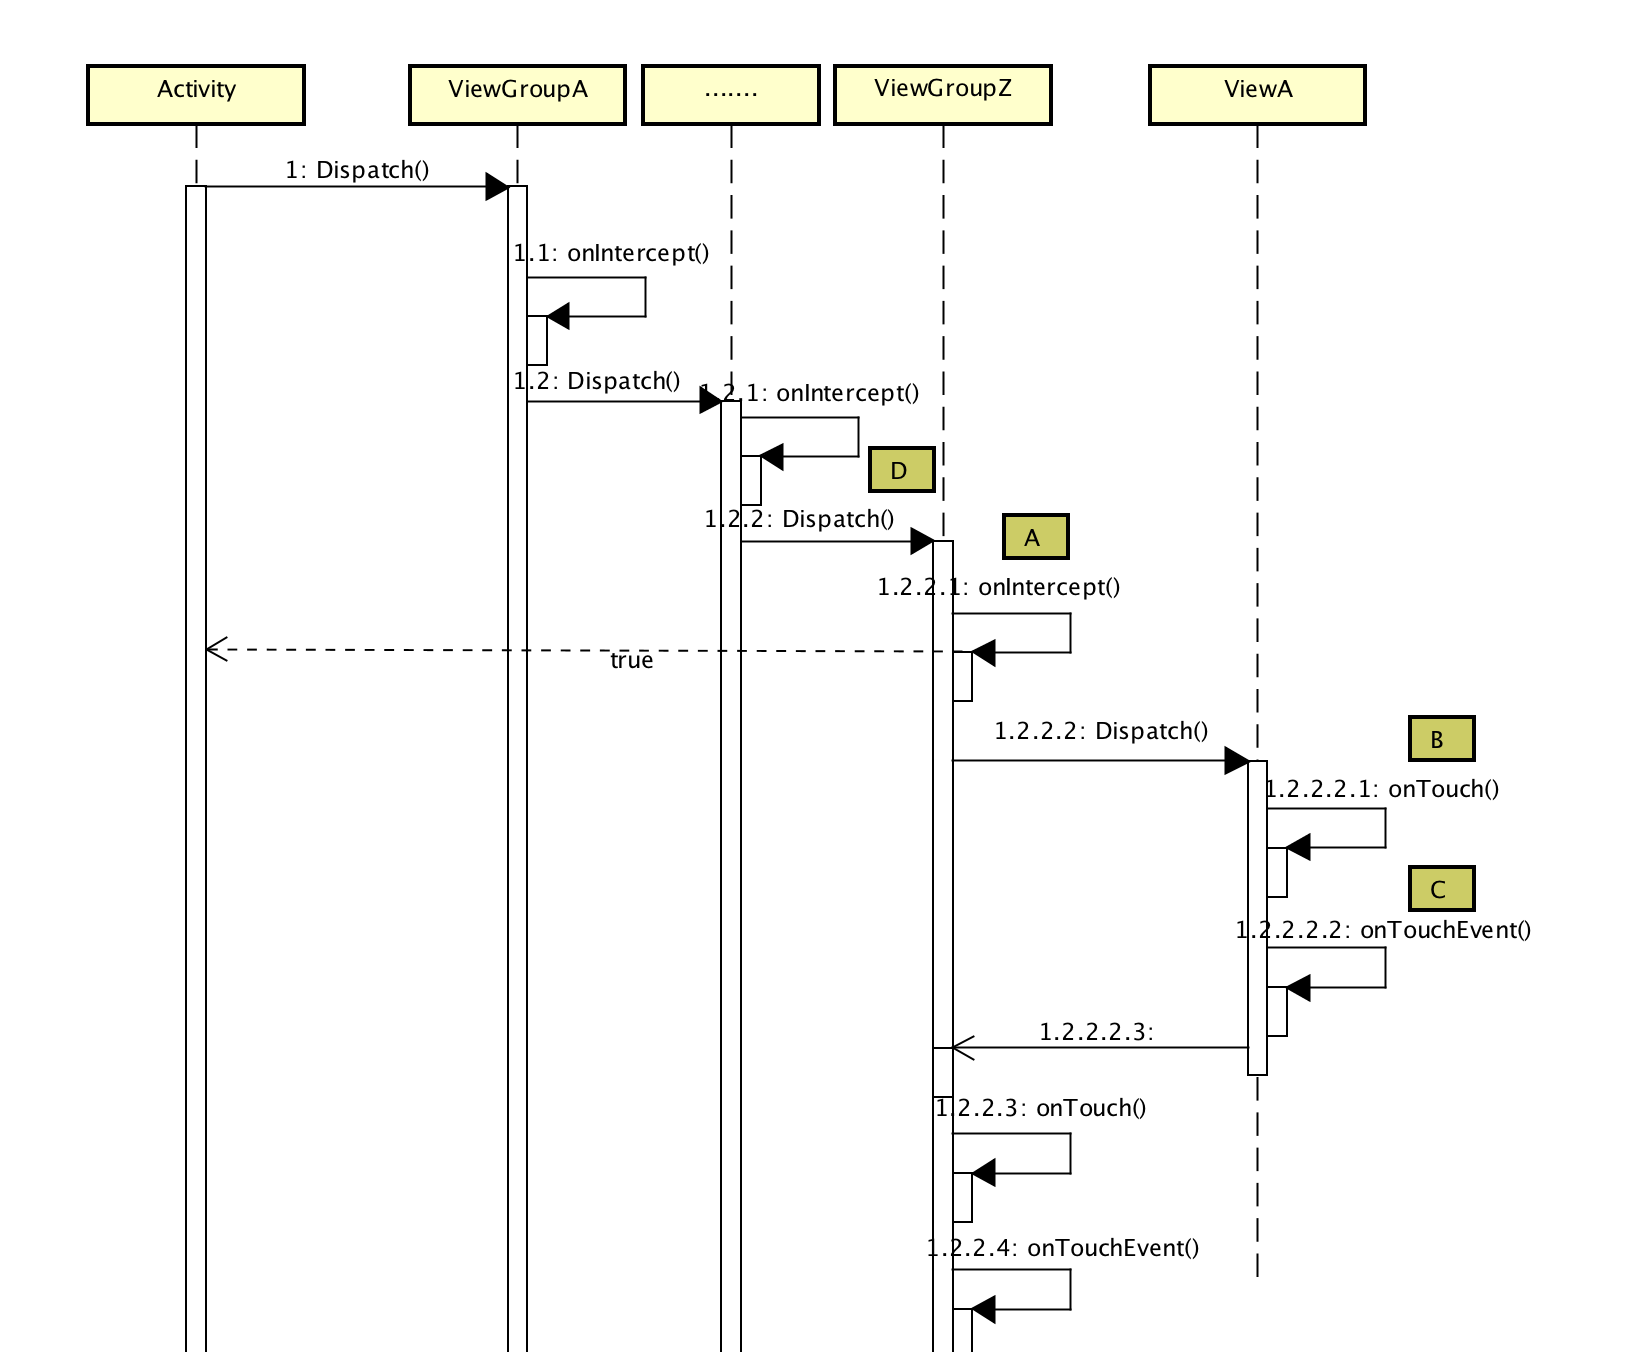 Activity
ViewGroupA
.......
ViewGroupZ
ViewA
1: Dispatch()
1.1: onIntercept()
1.2: Dispatch()
1.2.1: onIntercept()
D
1.2.2: Dispatch()
A
1.2.2.1: onIntercept()
true
1.2.2.2: Dispatch()
B
1.2.2.2.1: onTouch()
C
1.2.2.2.2: onTouchEvent()
1.2.2.2.3:
1.2.2.3: onTouch()
1.2.2.4: onTouchEvent()